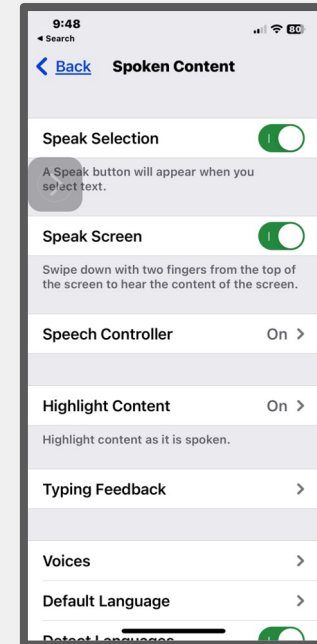 9:48
80
◀ Search
Back Spoken Content
Speak Selection
A Speak button will appear when you
select text.
Speak Screen
Swipe down with two fingers from the top of
the screen to hear the content of the screen.
Speech Controller On
Highlight Content On
Highlight content as it is spoken.
Typing Feedback
Voices
Default Language
Detect Languages